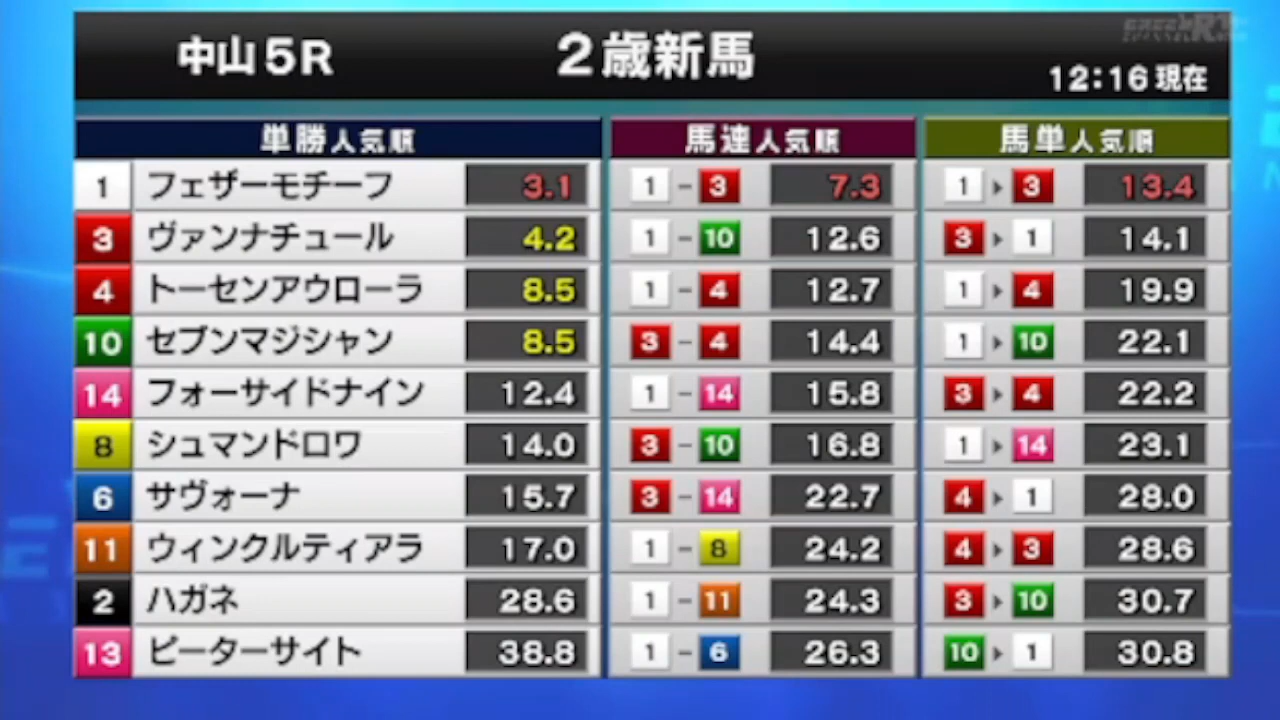 中山5R 2歳新馬 12:16現在
単勝人気順 馬連人気順 馬単人気順
1 フェザーモチーフ 3.1 1-3 7.3 1▸3 13.4
3 ヴァンナチュール 4.2 1-10 12.6 3▸1 14.1
4 トーセンアウローラ 8.5 1-4 12.7 1▸4 19.9
10 セブンマジシャン 8.5 3-4 14.4 1▸10 22.1
14 フォーサイドナイン 12.4 1-14 15.8 3▸4 22.2
8 シュマンドロワ 14.0 3-10 16.8 1▸14 23.1
6 サヴォーナ 15.7 3-14 22.7 4▸1 28.0
11 ウィンクルティアラ 17.0 1-8 24.2 4▸3 28.6
2 ハガネ 28.6 1-11 24.3 3▸10 30.7
13 ピーターサイト 38.8 1-6 26.3 10▸1 30.8